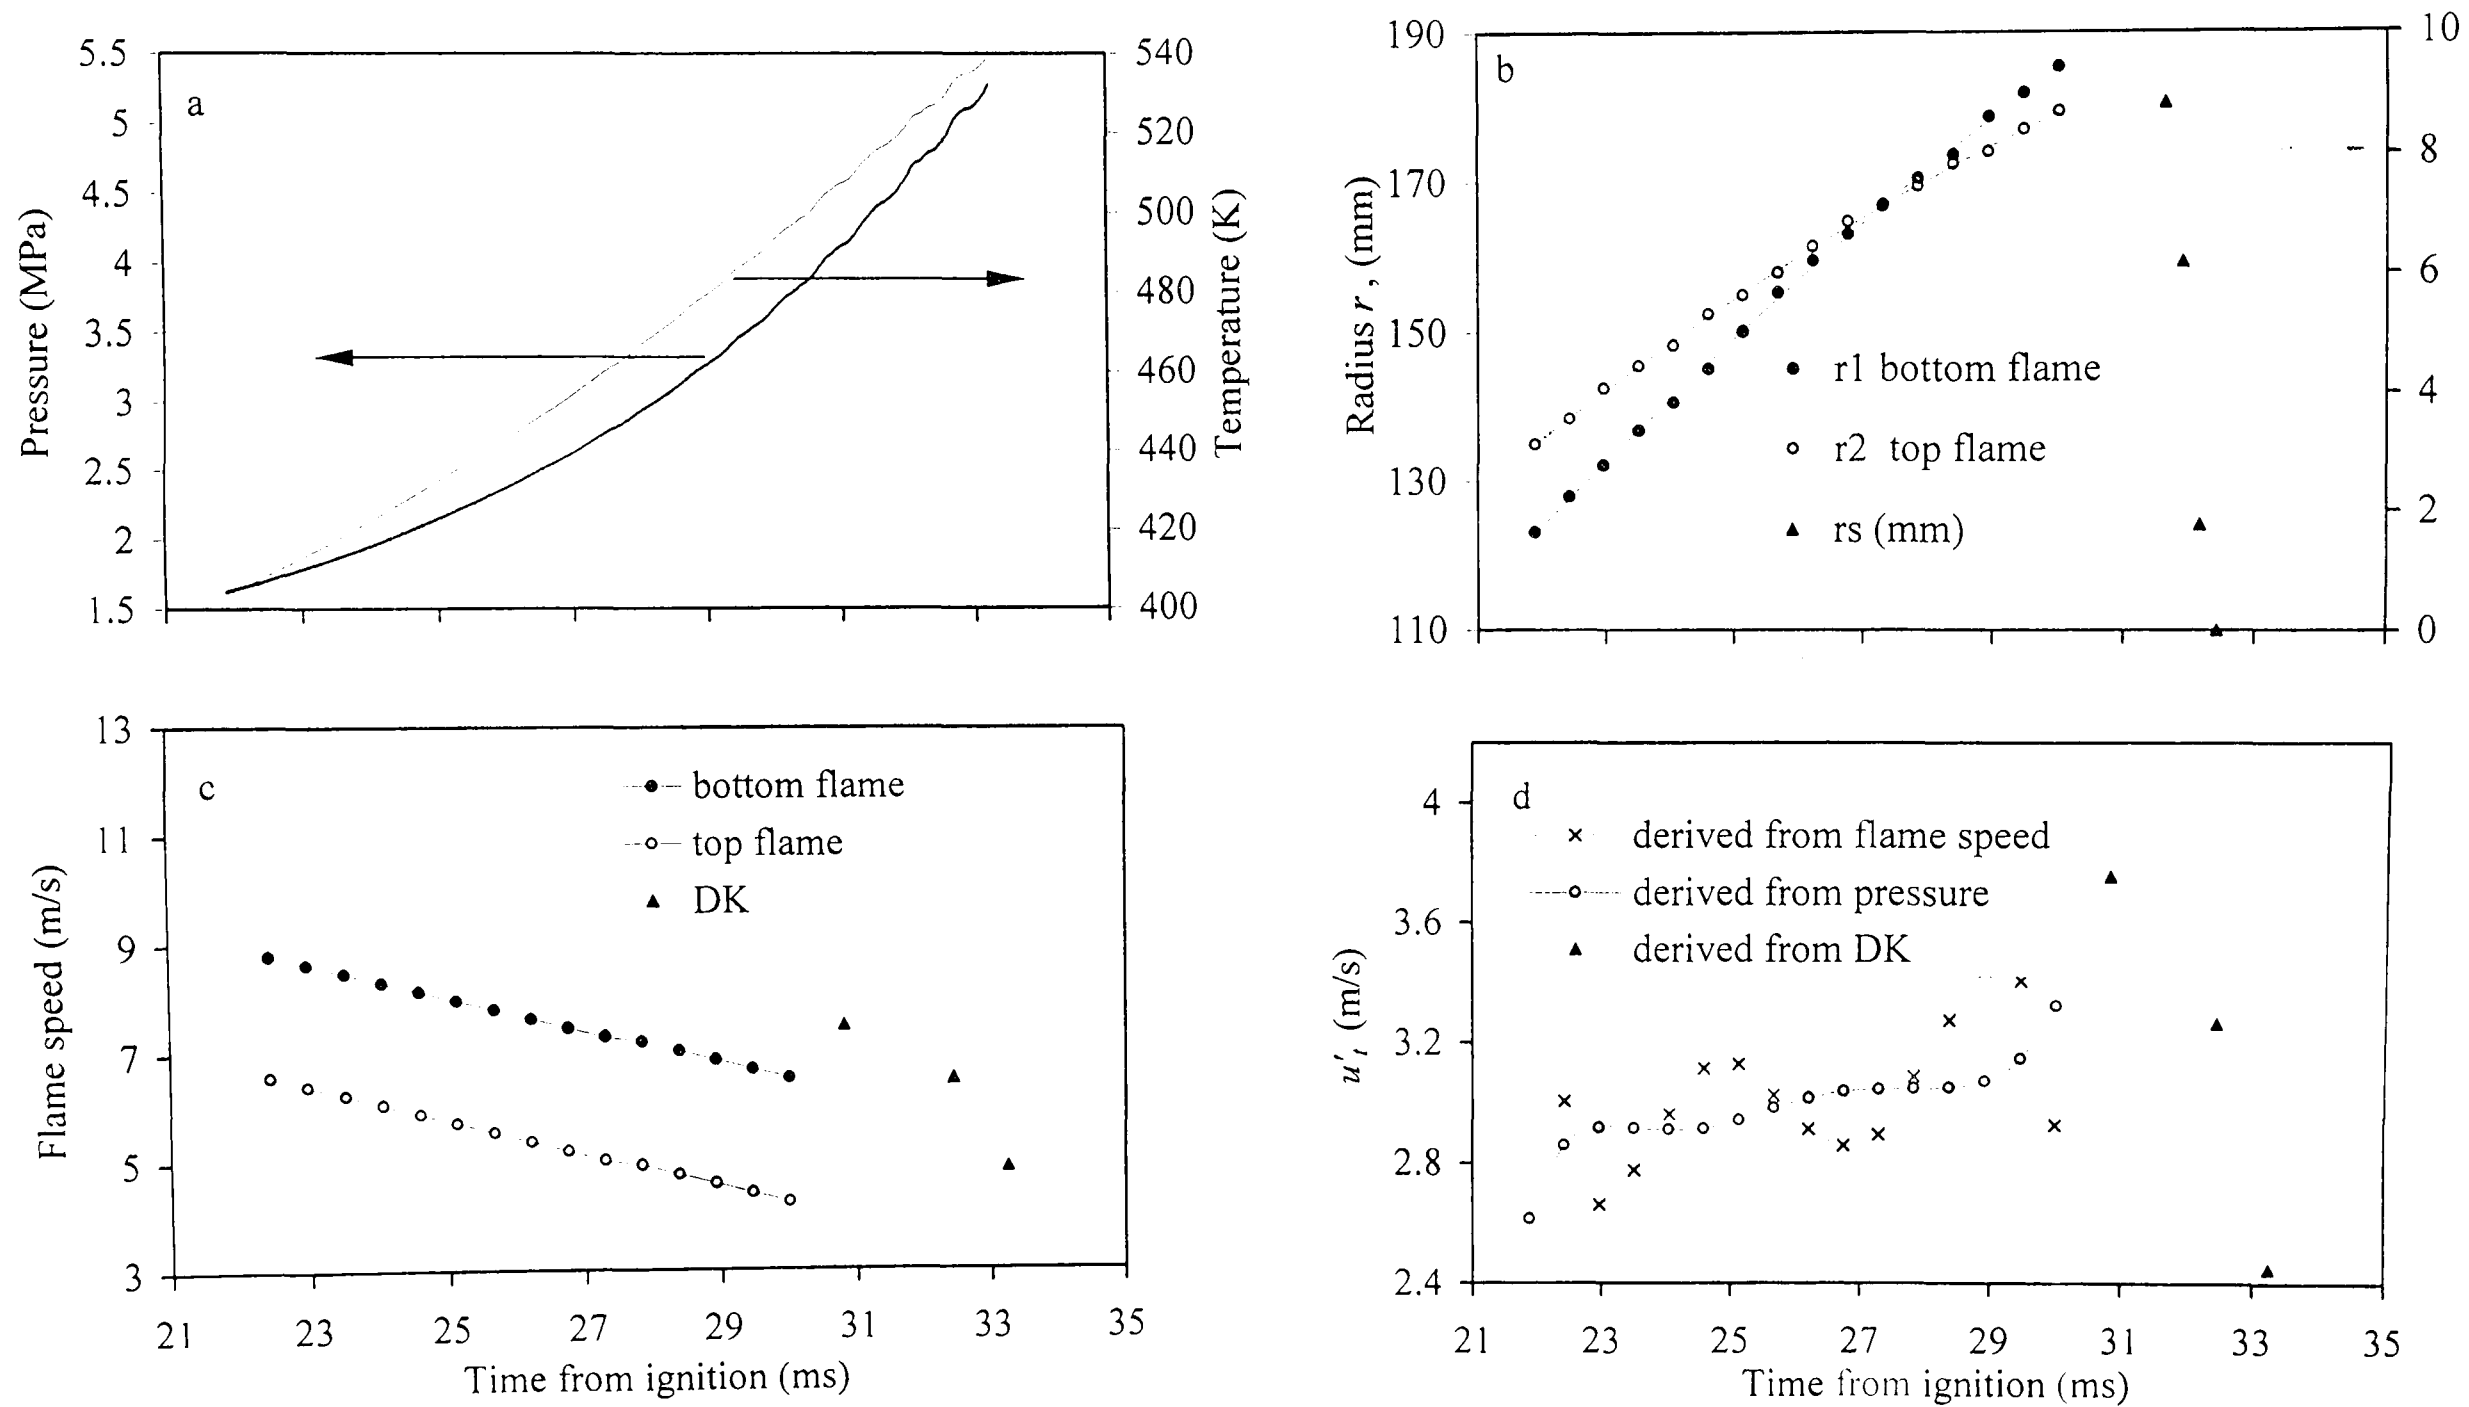 5.5
5
4.5
4
3.5
3
2.5
2
1.5
Pressure (MPa)
a
540
520
500
480
460
440
420
400
Temperature (K)
190
170
150
130
110
Radius r , (mm)
b
r1 bottom flame
r2 top flame
rs (mm)
10
8
6
4
2
0
13
11
9
7
5
3
Flame speed (m/s)
c
bottom flame
top flame
DK
21 23 25 27 29 31 33 35
Time from ignition (ms)
4
3.6
3.2
2.8
2.4
u't (m/s)
d
derived from flame speed
derived from pressure
derived from DK
21 23 25 27 29 31 33 35
Time from ignition (ms)